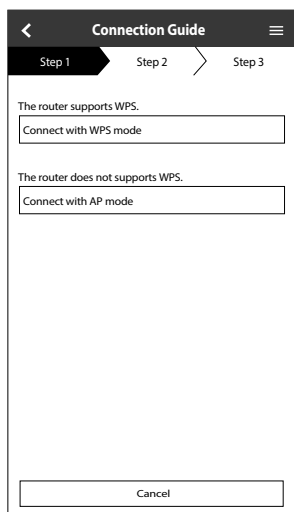 Connection Guide
Step 1 Step 2 Step 3
The router supports WPS.
Connect with WPS mode
The router does not supports WPS.
Connect with AP mode
Cancel